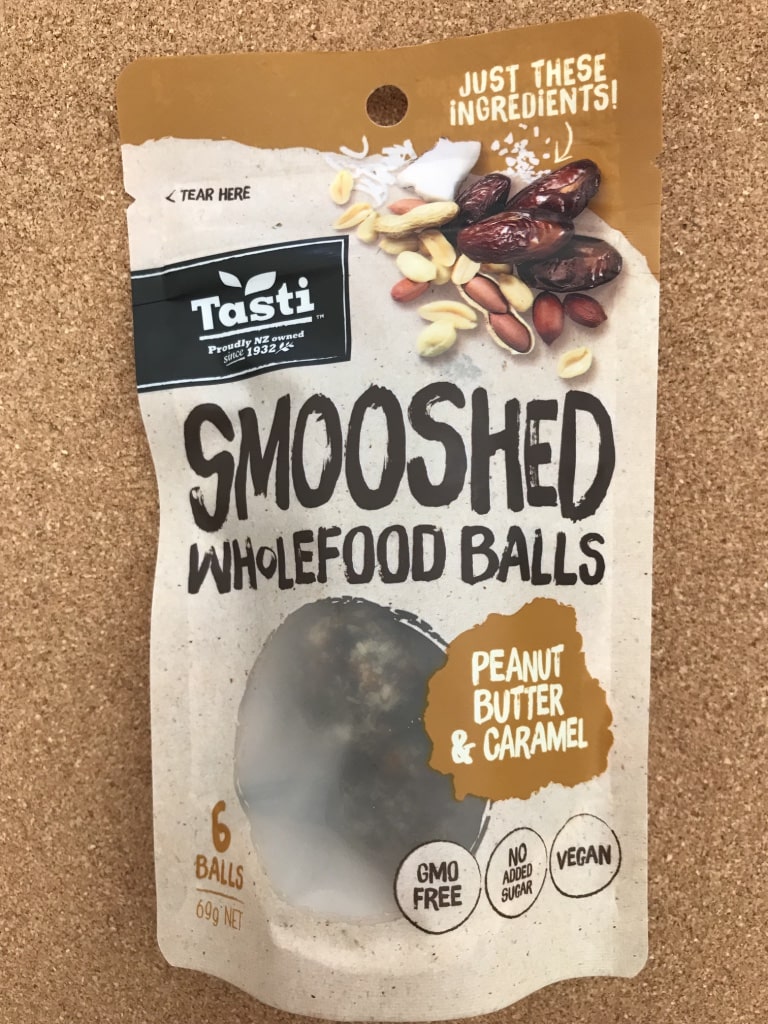 JUST THESE
INGREDIENTS!
< TEAR HERE
Tasti ™
Proudly NZ owned
since 1932
SMOOSHED
WHOLEFOOD BALLS
PEANUT
BUTTER
& CARAMEL
6
BALLS
69g NET
GMO
FREE
NO
ADDED
SUGAR
VEGAN